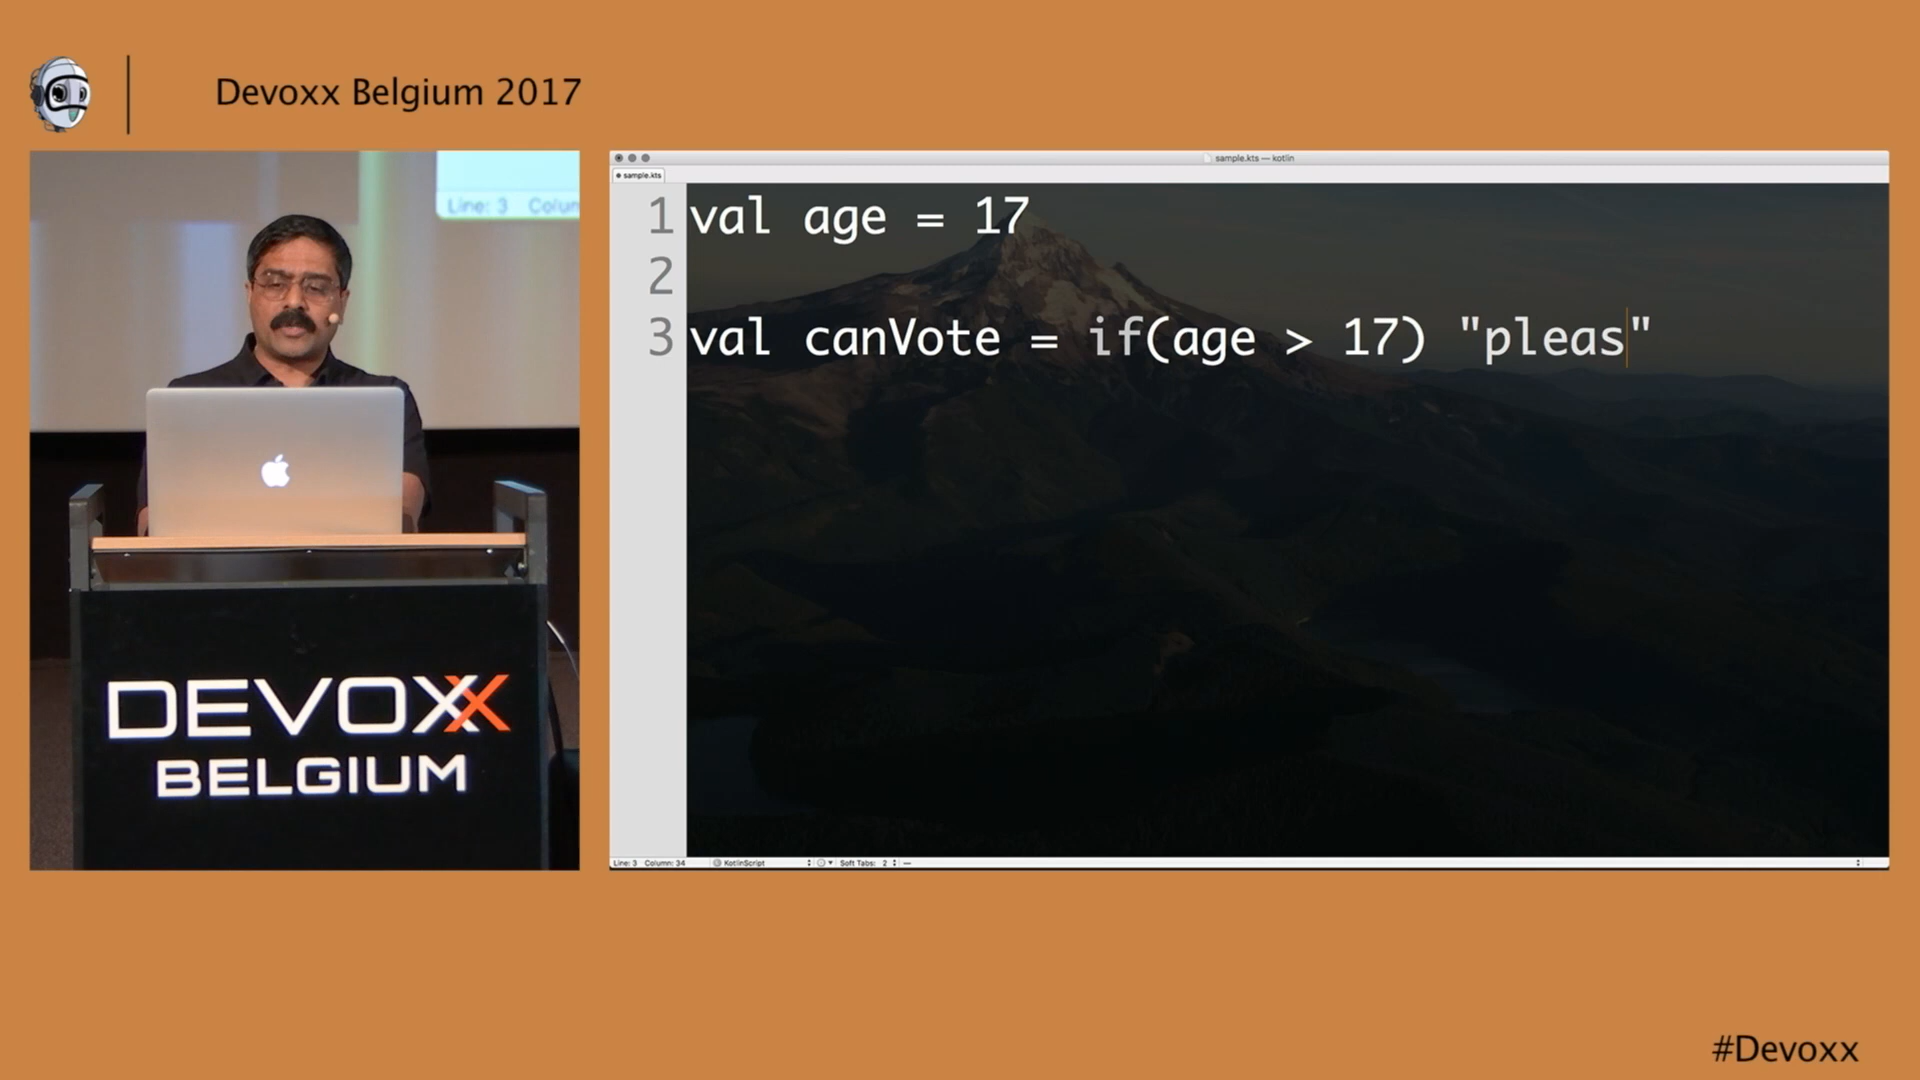 Devoxx Belgium 2017
Line: 3 Colun
sample.kts — kotlin
sample.kts
1 val age = 17
2
3 val canVote = if(age > 17) "pleas"
Line: 3 Column: 34 KotlinScript Soft Tabs: 2
DEVOXX
BELGIUM
#Devoxx